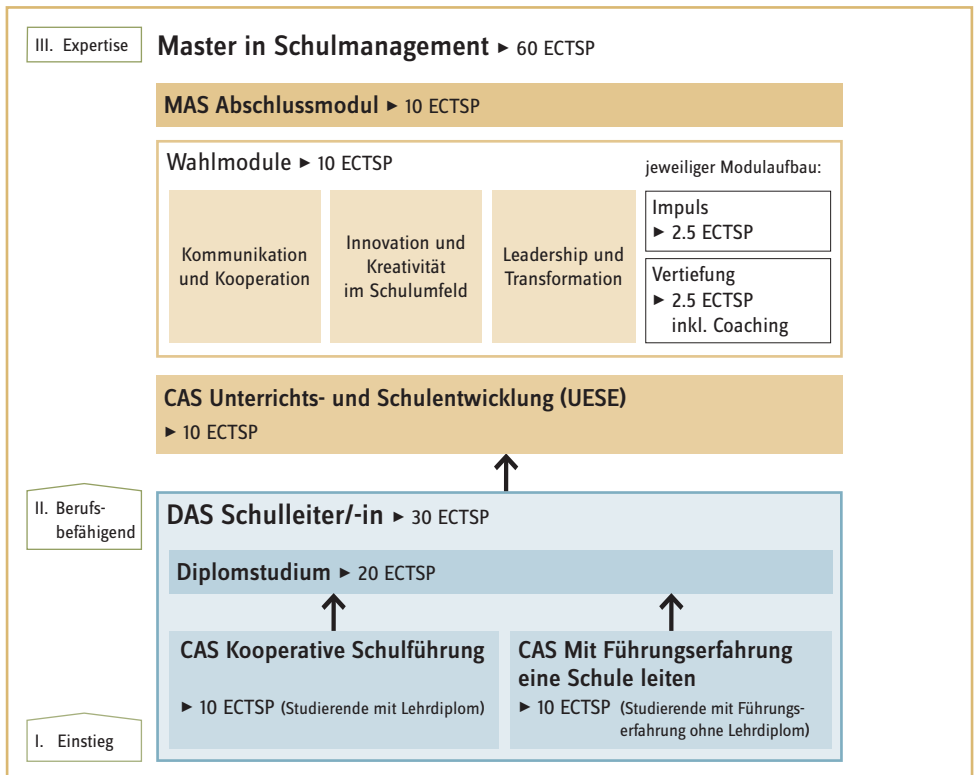 III. Expertise
Master in Schulmanagement ► 60 ECTSP
MAS Abschlussmodul ► 10 ECTSP
Wahlmodule ► 10 ECTSP
jeweiliger Modulaufbau:
Kommunikation
und Kooperation
Innovation und
Kreativität
im Schulumfeld
Leadership und
Transformation
Impuls
► 2.5 ECTSP
Vertiefung
► 2.5 ECTSP
inkl. Coaching
CAS Unterrichts- und Schulentwicklung (UESE)
► 10 ECTSP
II. Berufs-
befähigend
DAS Schulleiter/-in ► 30 ECTSP
Diplomstudium ► 20 ECTSP
CAS Kooperative Schulführung
► 10 ECTSP (Studierende mit Lehrdiplom)
CAS Mit Führungserfahrung
eine Schule leiten
► 10 ECTSP (Studierende mit Führungs-
erfahrung ohne Lehrdiplom)
I. Einstieg